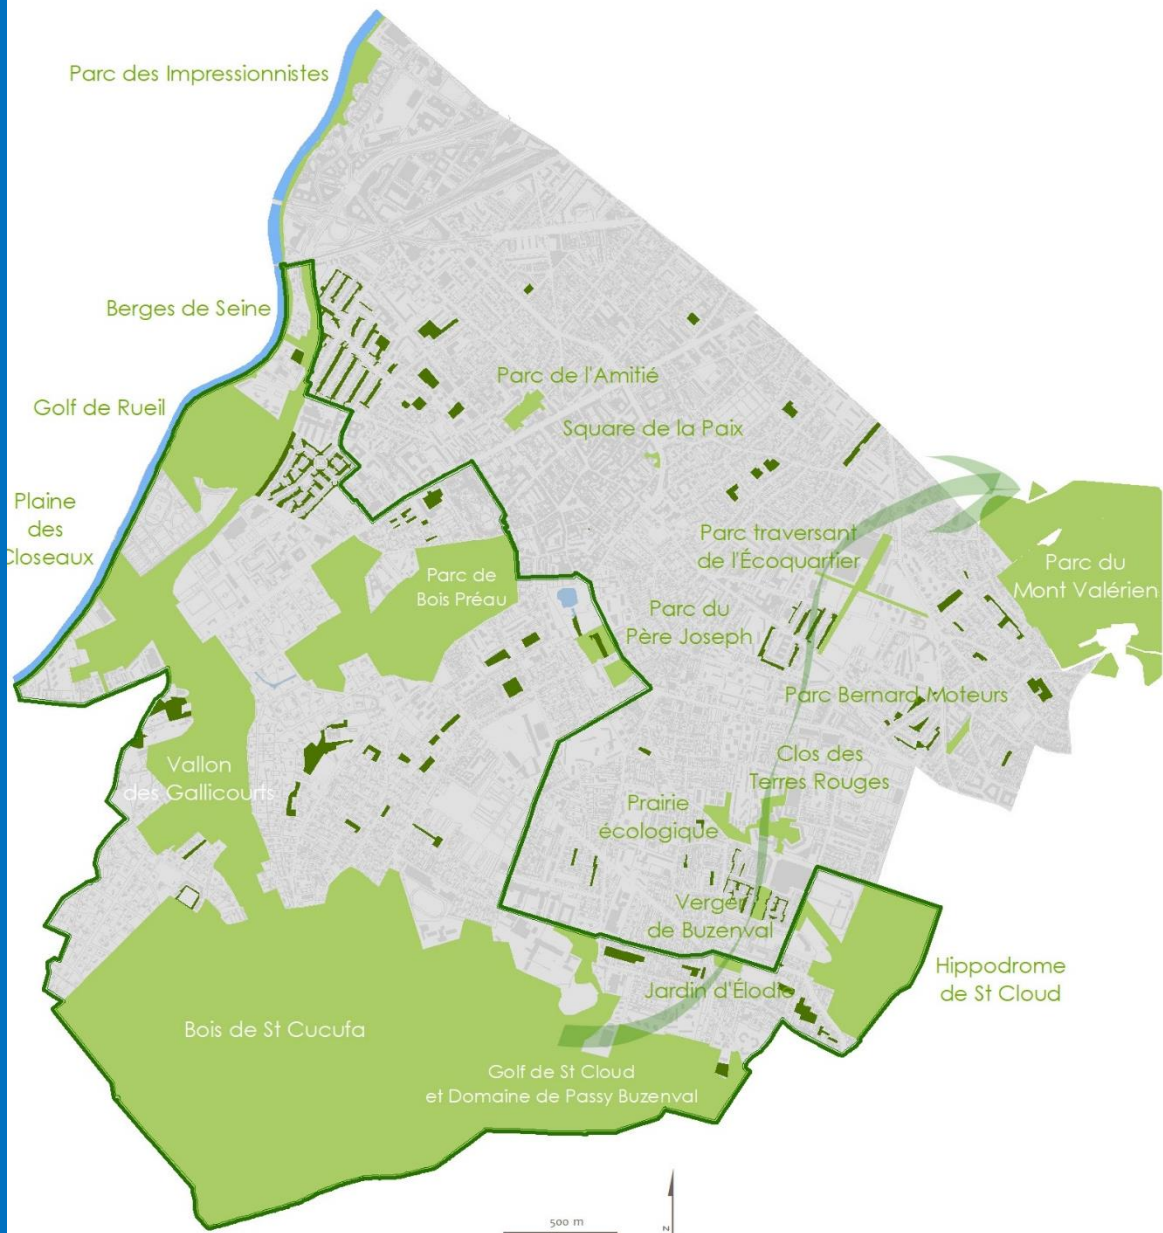 Parc des Impressionnistes
Berges de Seine
Parc de l'Amitié
Golf de Rueil
Square de la Paix
Plaine
des
Closeaux
Parc traversant
de l'Écoquartier
Parc du
Mont Valérien
Parc de
Bois Préau
Parc du
Père Joseph
Parc Bernard Moteurs
Vallon
des Gallicourts
Clos des
Terres Rouges
Prairie
écologique
Verger
de Buzenval
Hippodrome
de St Cloud
Jardin d'Élodie
Bois de St Cucufa
Golf de St Cloud
et Domaine de Passy Buzenval
500 m
N